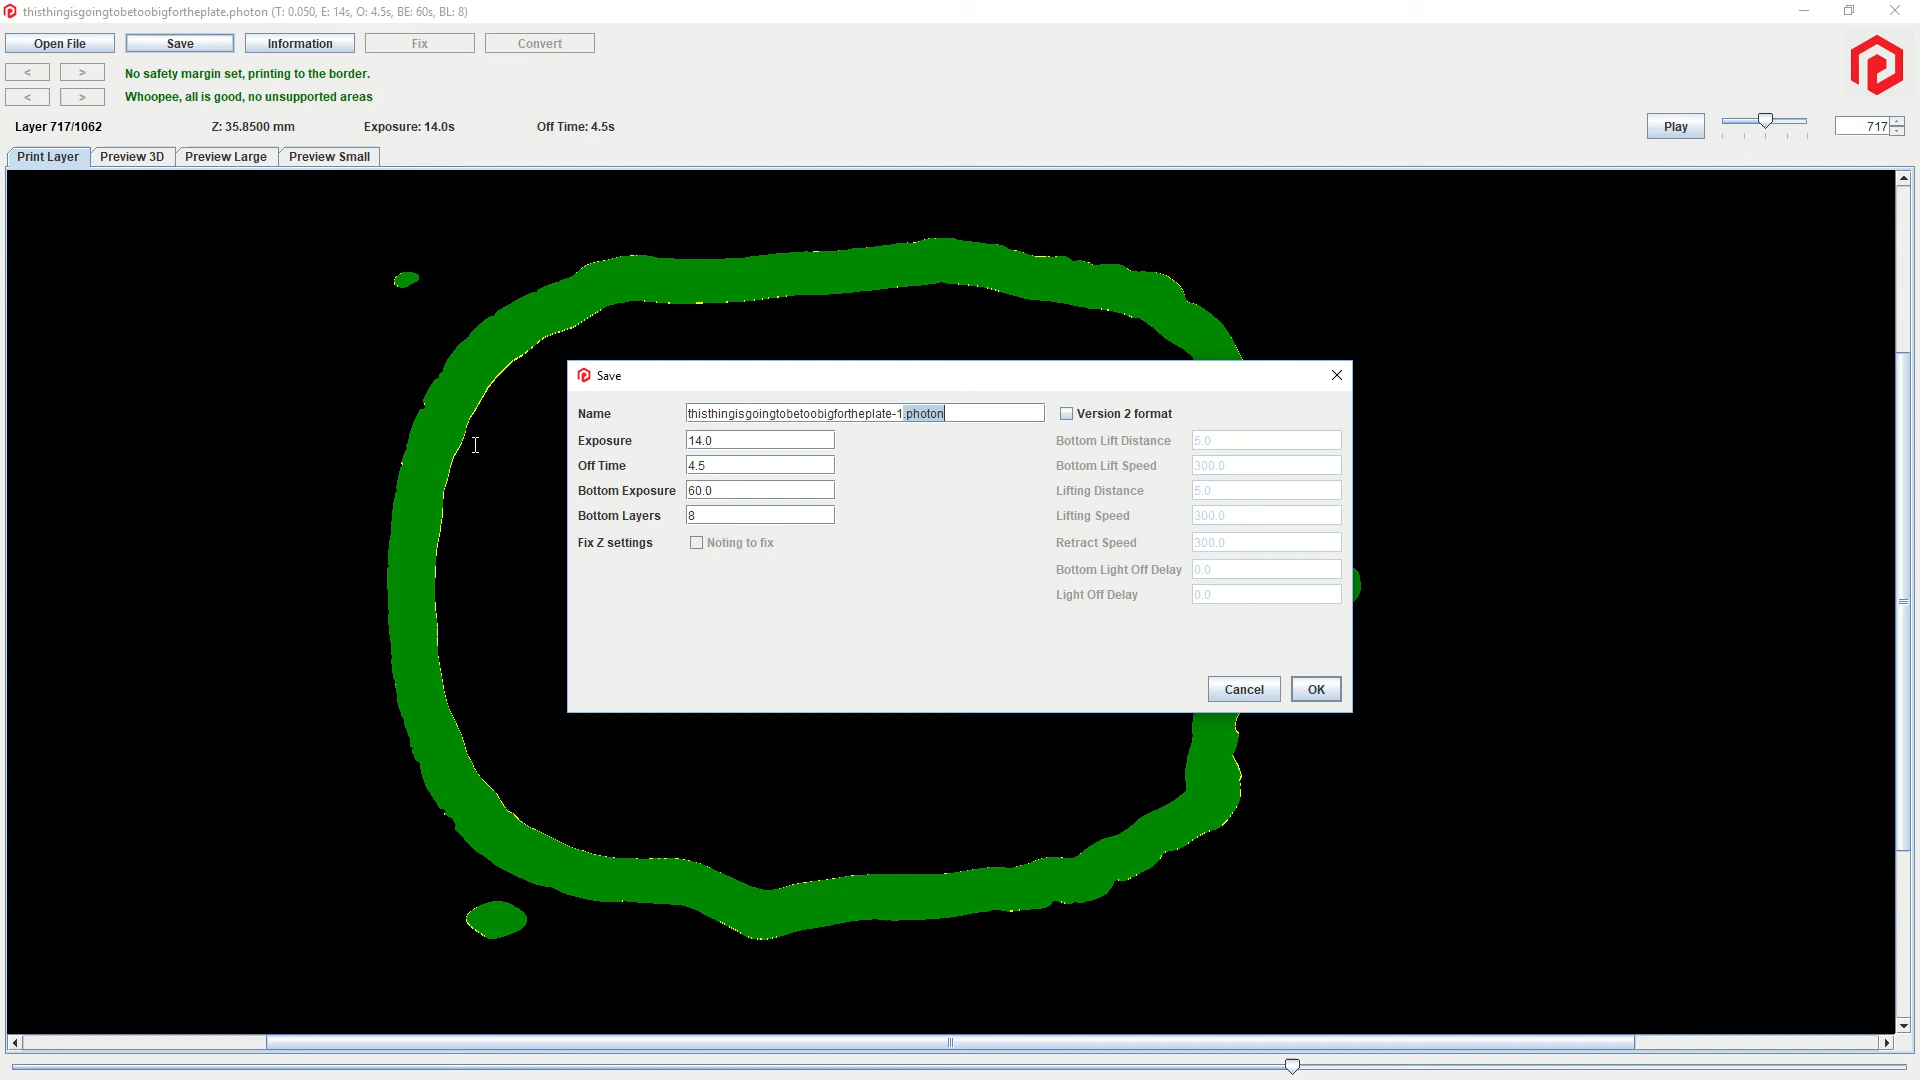 thisthingisgoingtobetoobigfortheplate.photon (T: 0.050, E: 14s, O: 4.5s, BE: 60s, BL: 8)
Open File Save Information Fix Convert
< > No safety margin set, printing to the border.
< > Whoopee, all is good, no unsupported areas
Layer 717/1062 Z: 35.8500 mm Exposure: 14.0s Off Time: 4.5s Play 717
Print Layer Preview 3D Preview Large Preview Small
Save
Name thisthingisgoingtobetoobigfortheplate-1.photon Version 2 format
Exposure 14.0 Bottom Lift Distance 5.0
Off Time 4.5 Bottom Lift Speed 300.0
Bottom Exposure 60.0 Lifting Distance 5.0
Bottom Layers 8 Lifting Speed 300.0
Fix Z settings Noting to fix Retract Speed 300.0
Bottom Light Off Delay 0.0
Light Off Delay 0.0
Cancel OK